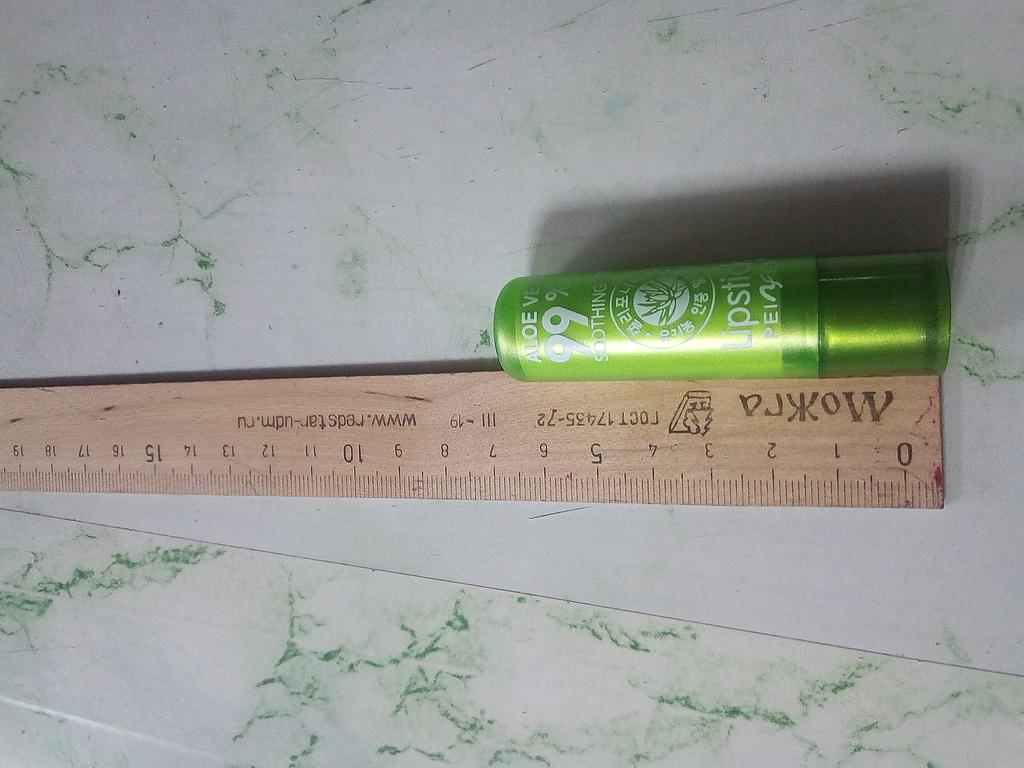 ALOE VE
99 %
SOOTHING
Lipstic
PEI
Можга
ГОСТ 17435-72
III - 19
www.redstar-udm.ru
0 1 2 3 4 5 6 7 8 9 10 11 12 13 14 15 16 17 18 19